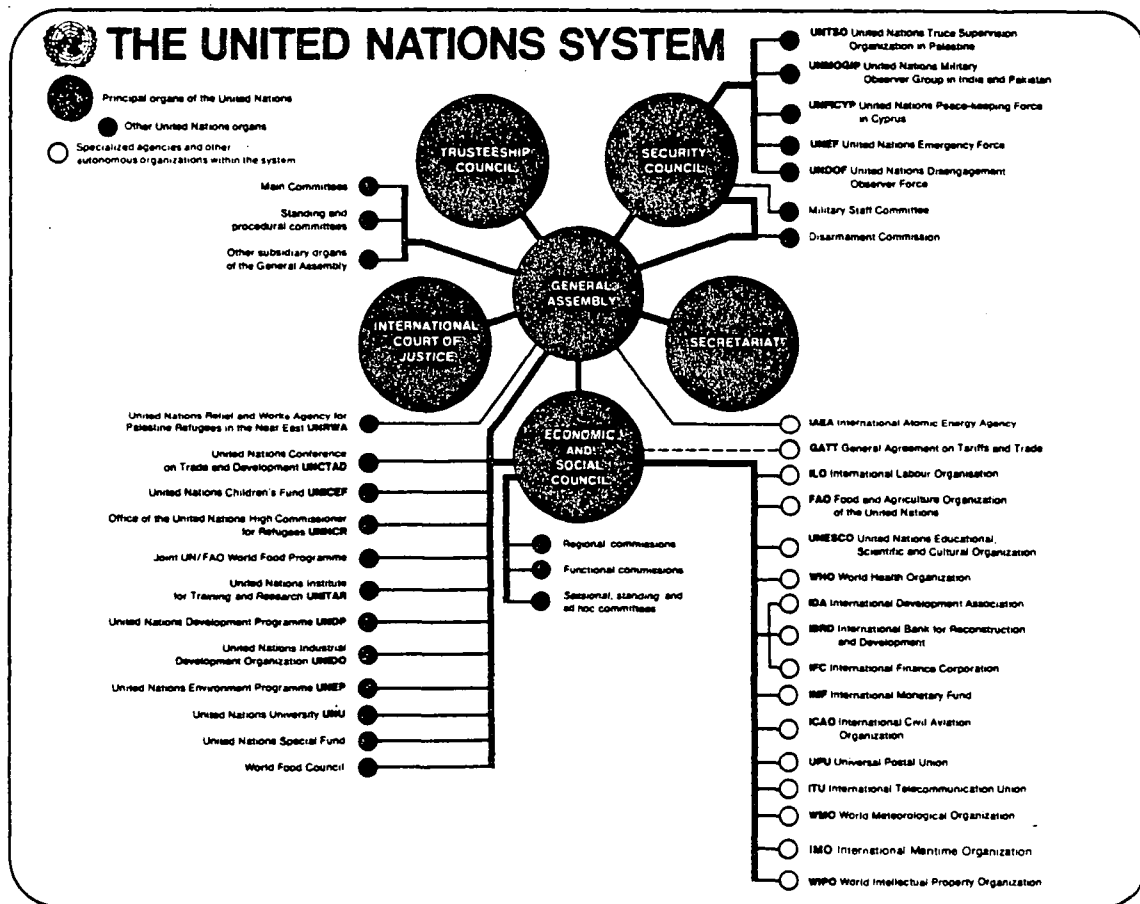 THE UNITED NATIONS SYSTEM
Principal organs of the United Nations
Other United Nations organs
Specialized agencies and other
autonomous organizations within the system
TRUSTEESHIP
COUNCIL
SECURITY
COUNCIL
GENERAL
ASSEMBLY
INTERNATIONAL
COURT OF
JUSTICE
SECRETARIAT
ECONOMIC
AND
SOCIAL
COUNCIL
Main Committees
Standing and
procedural committees
Other subsidiary organs
of the General Assembly
UNTSO United Nations Truce Supervision
Organization in Palestine
UNMOGIP United Nations Military
Observer Group in India and Pakistan
UNFICYP United Nations Peace-keeping Force
in Cyprus
UNEF United Nations Emergency Force
UNDOF United Nations Disengagement
Observer Force
Military Staff Committee
Disarmament Commission
United Nations Relief and Works Agency for
Palestine Refugees in the Near East UNRWA
United Nations Conference
on Trade and Development UNCTAD
United Nations Children's Fund UNICEF
Office of the United Nations High Commissioner
for Refugees UNHCR
Joint UN/FAO World Food Programme
United Nations Institute
for Training and Research UNITAR
United Nations Development Programme UNDP
United Nations Industrial
Development Organization UNIDO
United Nations Environment Programme UNEP
United Nations University UNU
United Nations Special Fund
World Food Council
Regional commissions
Functional commissions
Sessional, standing and
ad hoc committees
IAEA International Atomic Energy Agency
GATT General Agreement on Tariffs and Trade
ILO International Labour Organisation
FAO Food and Agriculture Organization
of the United Nations
UNESCO United Nations Educational,
Scientific and Cultural Organization
WHO World Health Organization
IDA International Development Association
IBRD International Bank for Reconstruction
and Development
IFC International Finance Corporation
IMF International Monetary Fund
ICAO International Civil Aviation
Organization
UPU Universal Postal Union
ITU International Telecommunication Union
WMO World Meteorological Organization
IMO International Maritime Organization
WIPO World Intellectual Property Organization